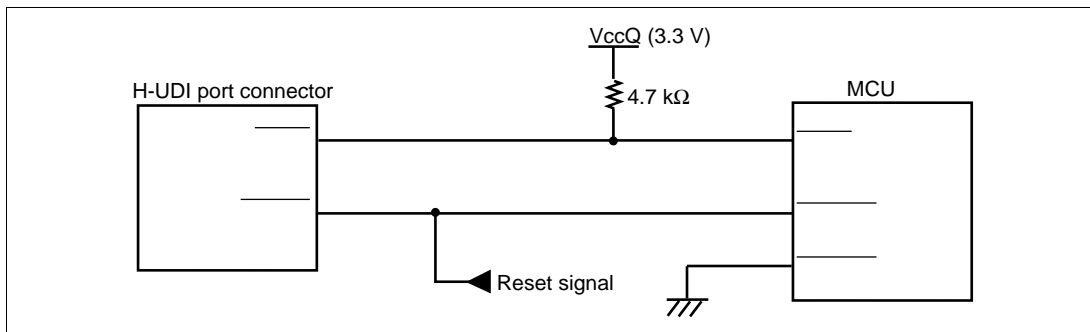 VccQ (3.3 V)
H-UDI port connector
4.7 kΩ
MCU
Reset signal